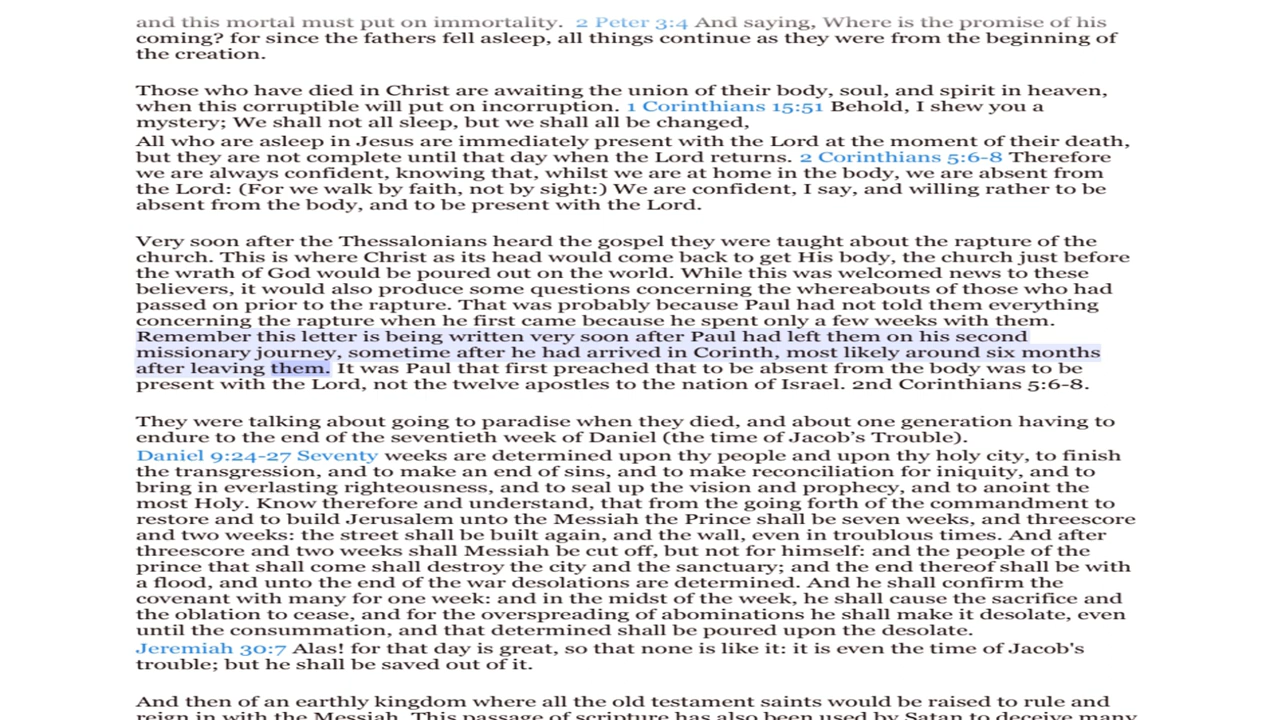 and this mortal must put on immortality. 2 Peter 3:4 And saying, Where is the promise of his
coming? for since the fathers fell asleep, all things continue as they were from the beginning of
the creation.
Those who have died in Christ are awaiting the union of their body, soul, and spirit in heaven,
when this corruptible will put on incorruption. 1 Corinthians 15:51 Behold, I shew you a
mystery; We shall not all sleep, but we shall all be changed,
All who are asleep in Jesus are immediately present with the Lord at the moment of their death,
but they are not complete until that day when the Lord returns. 2 Corinthians 5:6-8 Therefore
we are always confident, knowing that, whilst we are at home in the body, we are absent from
the Lord: (For we walk by faith, not by sight:) We are confident, I say, and willing rather to be
absent from the body, and to be present with the Lord.
Very soon after the Thessalonians heard the gospel they were taught about the rapture of the
church. This is where Christ as its head would come back to get His body, the church just before
the wrath of God would be poured out on the world. While this was welcomed news to these
believers, it would also produce some questions concerning the whereabouts of those who had
passed on prior to the rapture. That was probably because Paul had not told them everything
concerning the rapture when he first came because he spent only a few weeks with them.
Remember this letter is being written very soon after Paul had left them on his second
missionary journey, sometime after he had arrived in Corinth, most likely around six months
after leaving them. It was Paul that first preached that to be absent from the body was to be
present with the Lord, not the twelve apostles to the nation of Israel. 2nd Corinthians 5:6-8.
They were talking about going to paradise when they died, and about one generation having to
endure to the end of the seventieth week of Daniel (the time of Jacob’s Trouble).
Daniel 9:24-27 Seventy weeks are determined upon thy people and upon thy holy city, to finish
the transgression, and to make an end of sins, and to make reconciliation for iniquity, and to
bring in everlasting righteousness, and to seal up the vision and prophecy, and to anoint the
most Holy. Know therefore and understand, that from the going forth of the commandment to
restore and to build Jerusalem unto the Messiah the Prince shall be seven weeks, and threescore
and two weeks: the street shall be built again, and the wall, even in troublous times. And after
threescore and two weeks shall Messiah be cut off, but not for himself: and the people of the
prince that shall come shall destroy the city and the sanctuary; and the end thereof shall be with
a flood, and unto the end of the war desolations are determined. And he shall confirm the
covenant with many for one week: and in the midst of the week, he shall cause the sacrifice and
the oblation to cease, and for the overspreading of abominations he shall make it desolate, even
until the consummation, and that determined shall be poured upon the desolate.
Jeremiah 30:7 Alas! for that day is great, so that none is like it: it is even the time of Jacob's
trouble; but he shall be saved out of it.
And then of an earthly kingdom where all the old testament saints would be raised to rule and
reign in with the Messiah. This passage of scripture has also been used by Satan to deceive many